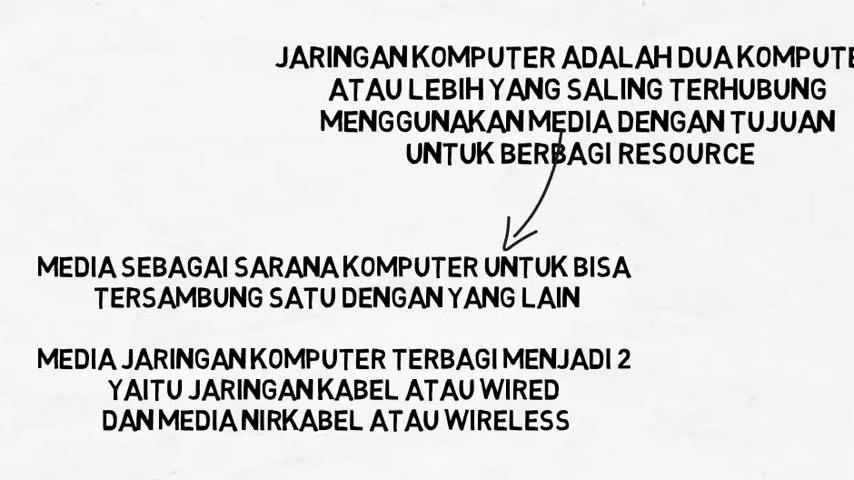 JARINGAN KOMPUTER ADALAH DUA KOMPUTE
ATAU LEBIH YANG SALING TERHUBUNG
MENGGUNAKAN MEDIA DENGAN TUJUAN
UNTUK BERBAGI RESOURCE
MEDIA SEBAGAI SARANA KOMPUTER UNTUK BISA
TERSAMBUNG SATU DENGAN YANG LAIN
MEDIA JARINGAN KOMPUTER TERBAGI MENJADI 2
YAITU JARINGAN KABEL ATAU WIRED
DAN MEDIA NIRKABEL ATAU WIRELESS